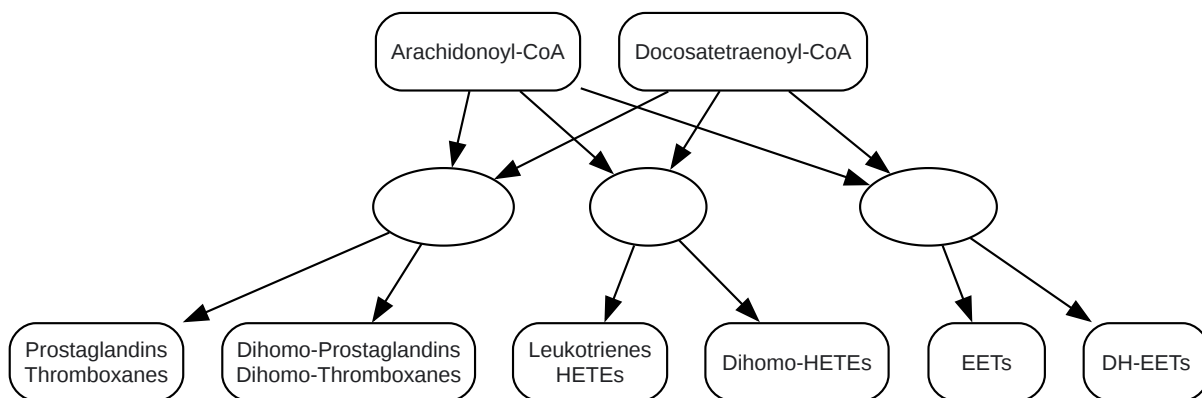 Arachidonoyl-CoA
Docosatetraenoyl-CoA
Prostaglandins
Thromboxanes
Dihomo-Prostaglandins
Dihomo-Thromboxanes
Leukotrienes
HETEs
Dihomo-HETEs
EETs
DH-EETs